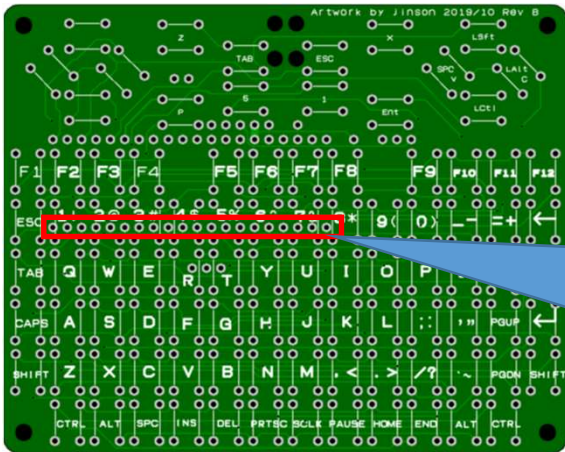 Artwork by Jinson 2019/10 Rev B
Z X LSft
TAB ESC SPC V LAlt C
P 5 1 Ent LCtl
F1 F2 F3 F4 F5 F6 F7 F8 F9 F10 F11 F12
ESC 9( 0) =+ ←
TAB Q W E R T Y U I O P
CAPS A S D F G H J K L ;: '" PGUP ←
SHIFT Z X C V B N M .> /? PGDN SHIFT
CTRL ALT SPC INS DEL PRTSC SCLK PAUSE HOME END ALT CTRL